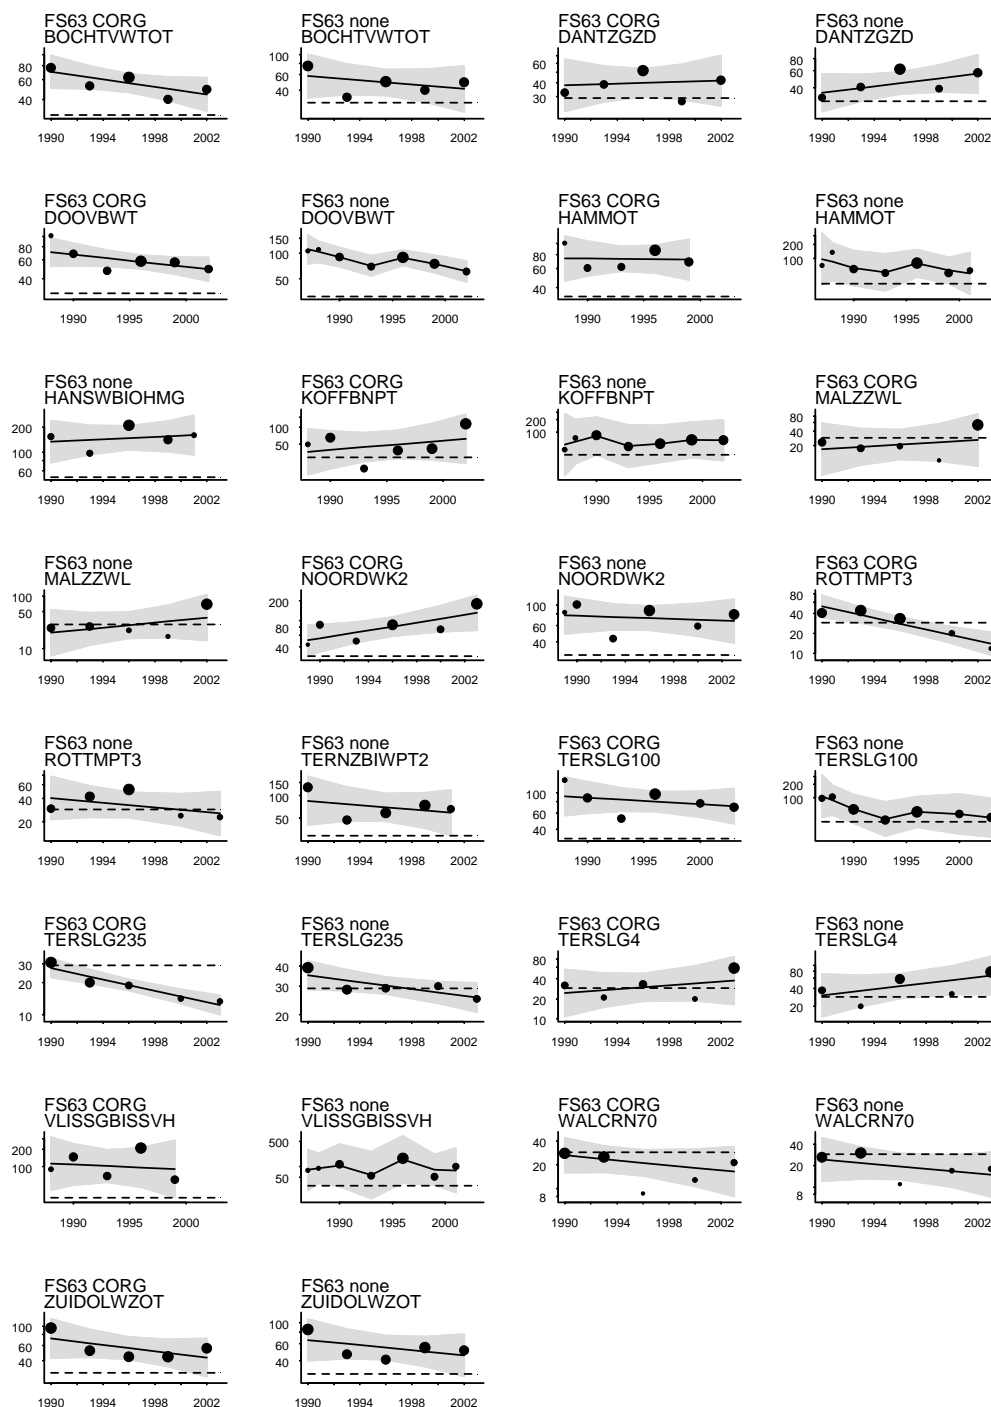 FS63 CORG
BOCHTVWTOT
80
60
40
1990 1994 1998 2002
FS63 none
BOCHTVWTOT
100
60
40
1990 1994 1998 2002
FS63 CORG
DANTZGZD
60
40
30
1990 1994 1998 2002
FS63 none
DANTZGZD
80
60
40
1990 1994 1998 2002
FS63 CORG
DOOVBWT
80
60
40
1990 1995 2000
FS63 none
DOOVBWT
150
100
50
1990 1995 2000
FS63 CORG
HAMMOT
80
60
40
1990 1995 2000
FS63 none
HAMMOT
200
100
1990 1995 2000
FS63 none
HANSWBIOHMG
200
100
60
1990 1994 1998 2002
FS63 CORG
KOFFBNPT
100
50
1990 1994 1998 2002
FS63 none
KOFFBNPT
200
100
1990 1995 2000
FS63 CORG
MALZZWL
80
40
20
1990 1994 1998 2002
FS63 none
MALZZWL
100
50
10
1990 1994 1998 2002
FS63 CORG
NOORDWK2
200
80
40
1990 1994 1998 2002
FS63 none
NOORDWK2
100
60
40
1990 1994 1998 2002
FS63 CORG
ROTTMPT3
80
40
20
10
1990 1994 1998 2002
FS63 none
ROTTMPT3
60
40
20
1990 1994 1998 2002
FS63 none
TERNZBIWPT2
150
100
50
1990 1994 1998 2002
FS63 CORG
TERSLG100
100
60
40
1990 1995 2000
FS63 none
TERSLG100
200
100
1990 1995 2000
FS63 CORG
TERSLG235
30
20
10
1990 1994 1998 2002
FS63 none
TERSLG235
40
30
20
1990 1994 1998 2002
FS63 CORG
TERSLG4
80
40
20
10
1990 1994 1998 2002
FS63 none
TERSLG4
80
40
20
1990 1994 1998 2002
FS63 CORG
VLISSGBISSVH
200
100
1990 1995 2000
FS63 none
VLISSGBISSVH
500
50
1990 1995 2000
FS63 CORG
WALCRN70
40
20
8
1990 1994 1998 2002
FS63 none
WALCRN70
40
20
8
1990 1994 1998 2002
FS63 CORG
ZUIDOLWZOT
100
60
40
1990 1994 1998 2002
FS63 none
ZUIDOLWZOT
100
60
40
1990 1994 1998 2002